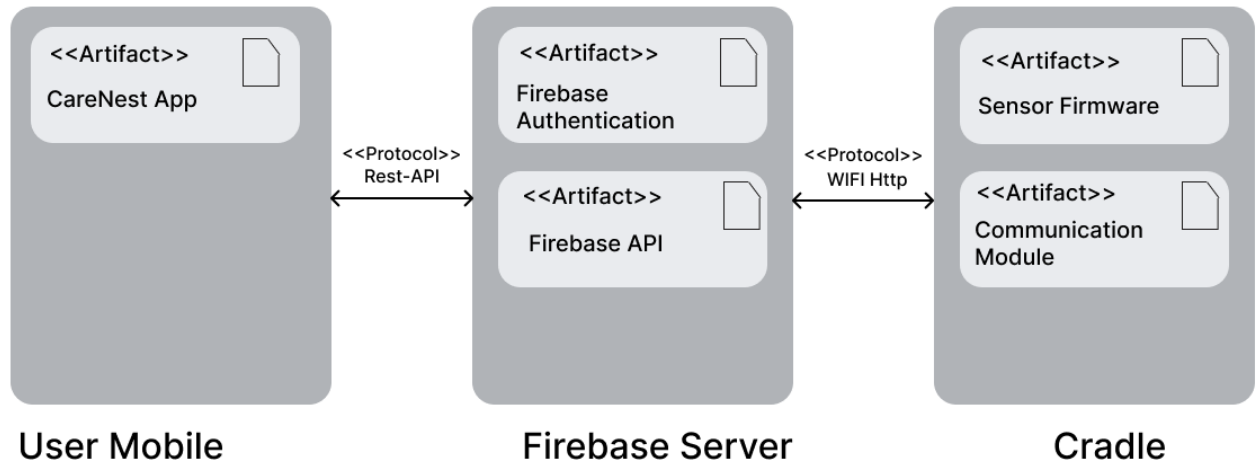 <<Artifact>>
CareNest App
<<Protocol>>
Rest-API
User Mobile
<<Artifact>>
Firebase
Authentication
<<Artifact>>
Firebase API
<<Protocol>>
WIFI Http
Firebase Server
<<Artifact>>
Sensor Firmware
<<Artifact>>
Communication
Module
Cradle